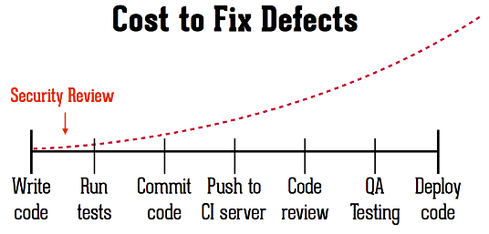 Cost to Fix Defects
Security Review
Write code
Run tests
Commit code
Push to CI server
Code review
QA Testing
Deploy code